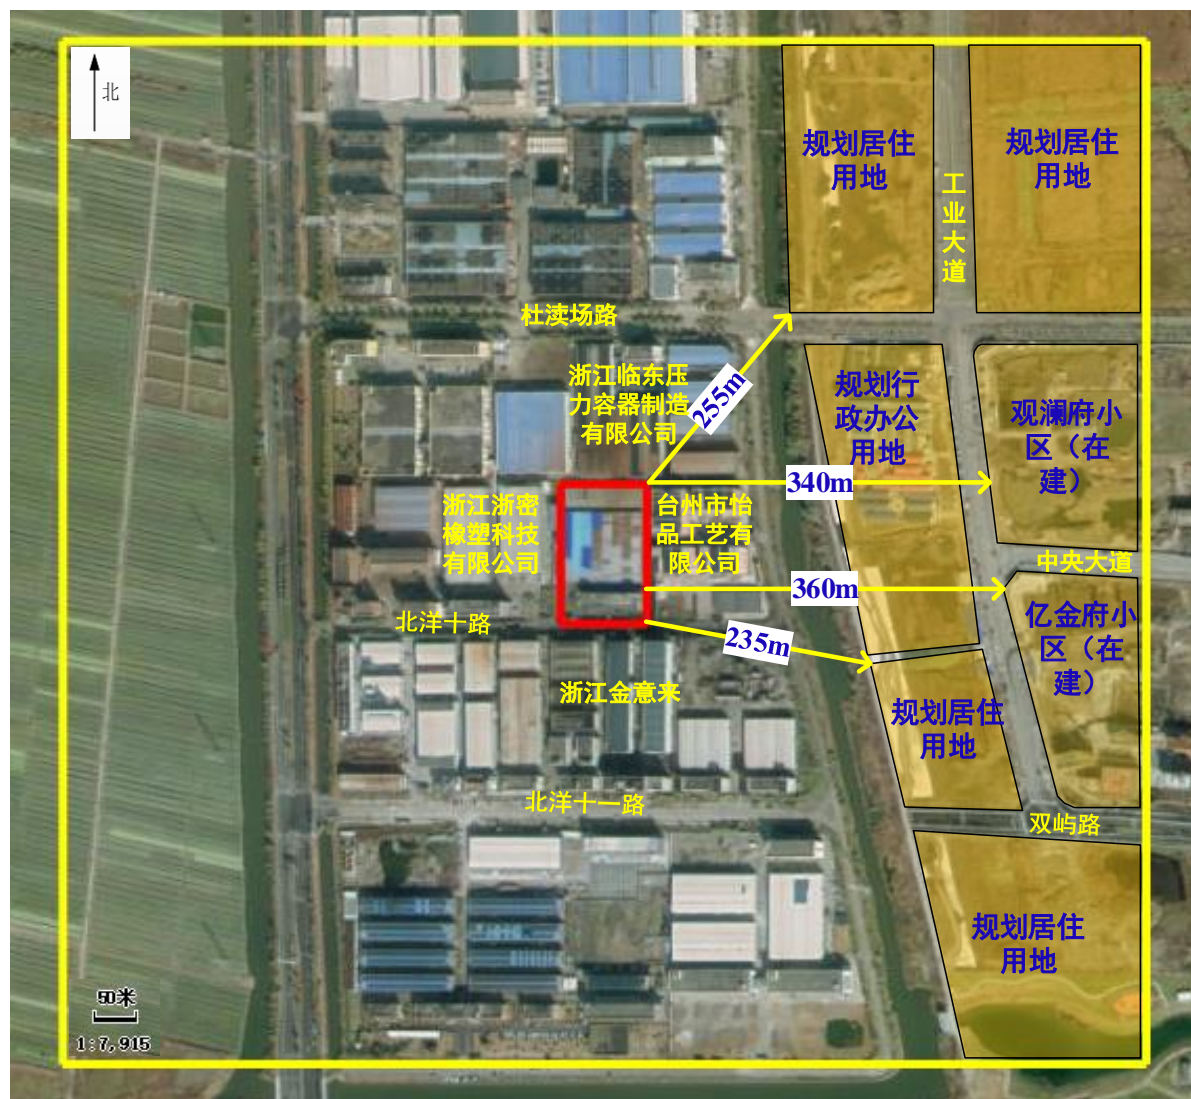 北
规划居住
用地
规划居住
用地
工
业
大
道
杜渎场路
浙江临东压
力容器制造
有限公司
255m
规划行
政办公
用地
观澜府小
区（在
建）
340m
浙江浙密
橡塑科技
有限公司
台州市怡
品工艺有
限公司
中央大道
360m
北洋十路
235m
亿金府小
区（在
建）
浙江金意来
规划居住
用地
北洋十一路
双屿路
规划居住
用地
50米
1:7,915